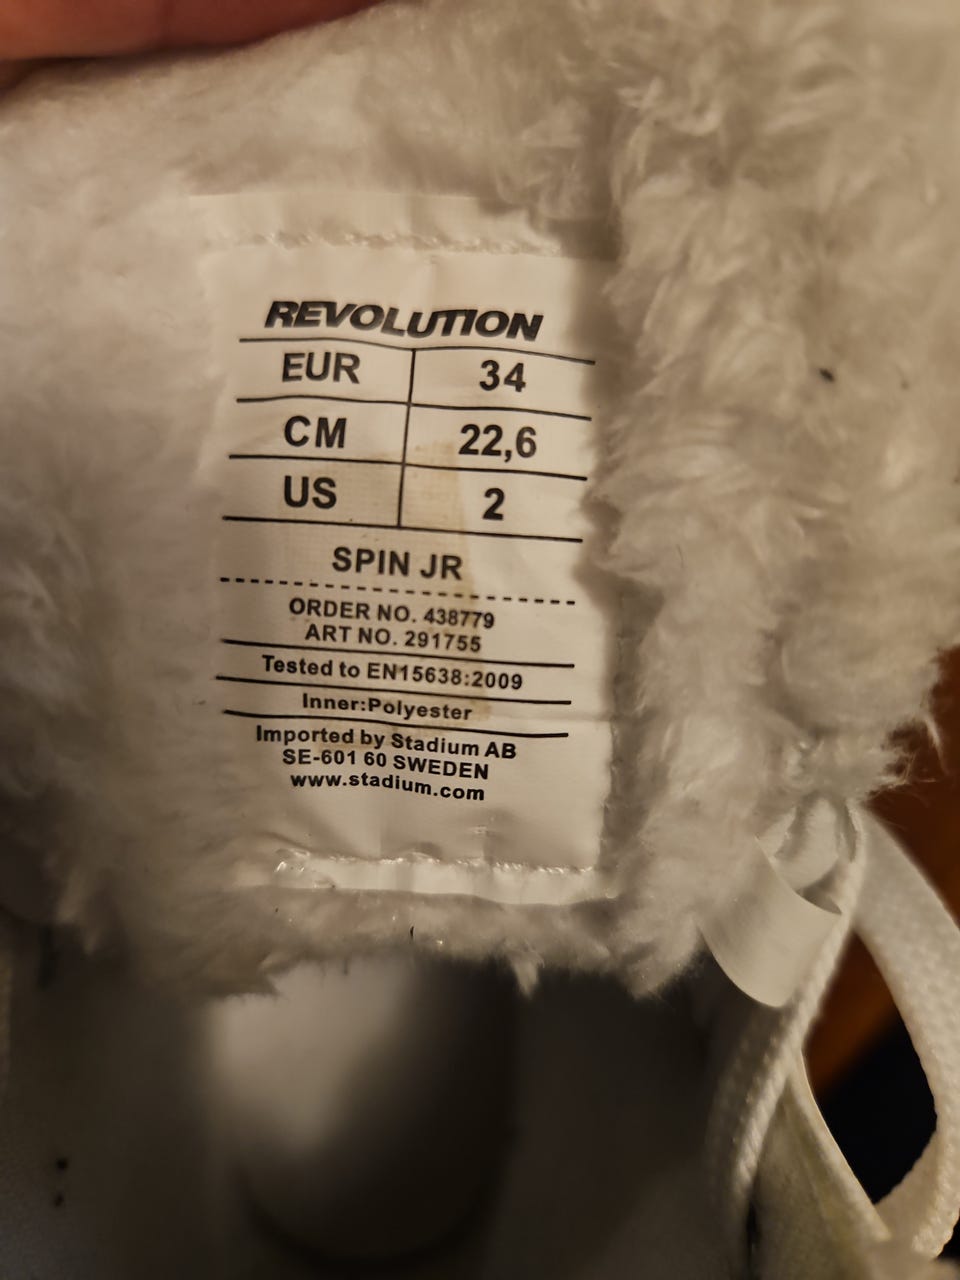 REVOLUTION
EUR 34
CM 22,6
US 2
SPIN JR
ORDER NO. 438779
ART NO. 291755
Tested to EN15638:2009
Inner:Polyester
Imported by Stadium AB
SE-601 60 SWEDEN
www.stadium.com